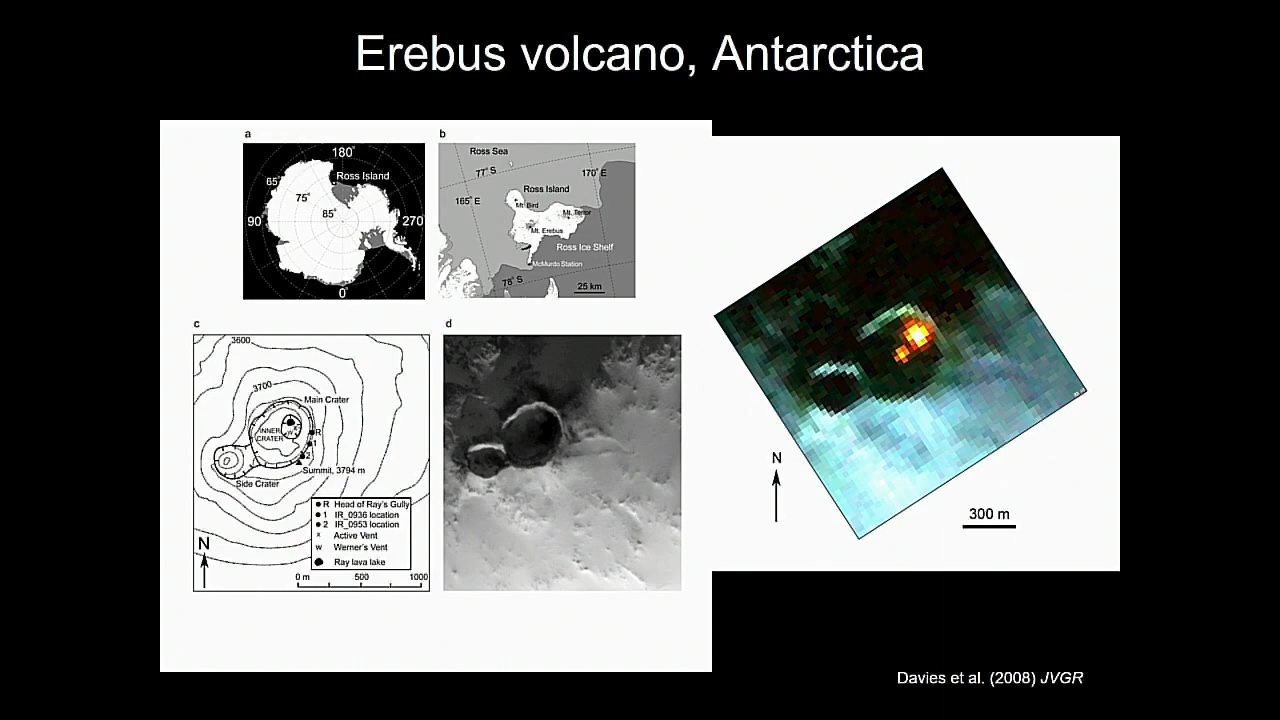 Erebus volcano, Antarctica
a
180°
Ross Island
65°
75°
85°
90°
270°
0°
b
Ross Sea
77° S
170° E
165° E
Ross Island
Mt. Bird
Mt. Terror
Mt. Erebus
Ross Ice Shelf
McMurdo Station
78° S
25 km
c
3600
3700
Main Crater
INNER
CRATER
R
1
2
Summit, 3794 m
Side Crater
R Head of Ray's Gully
1 IR_0936 location
2 IR_0953 location
x Active Vent
w Werner's Vent
Ray lava lake
N
0 m 500 1000
d
N
300 m
Davies et al. (2008) JVGR